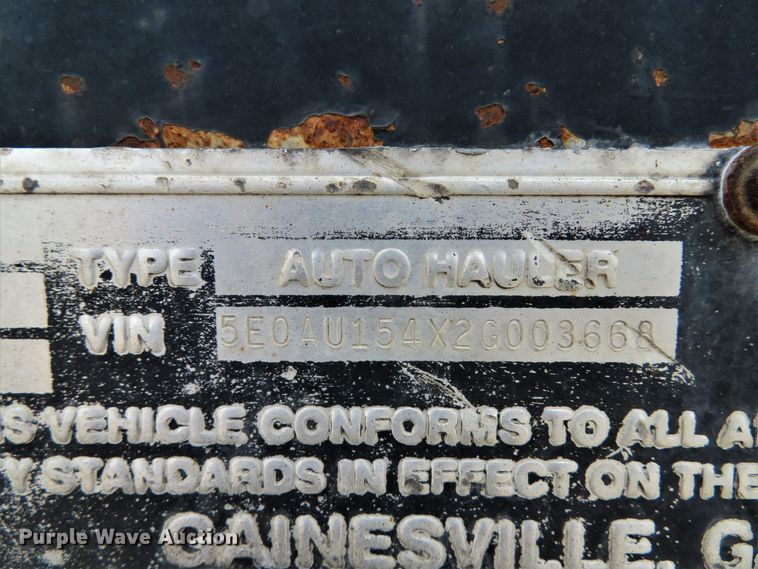 TYPE AUTO HAULER
VIN 5E0AU154X2G003668
S VEHICLE CONFORMS TO ALL A
Y STANDARDS IN EFFECT ON THE
GAINESVILLE, G
Purple Wave Auction